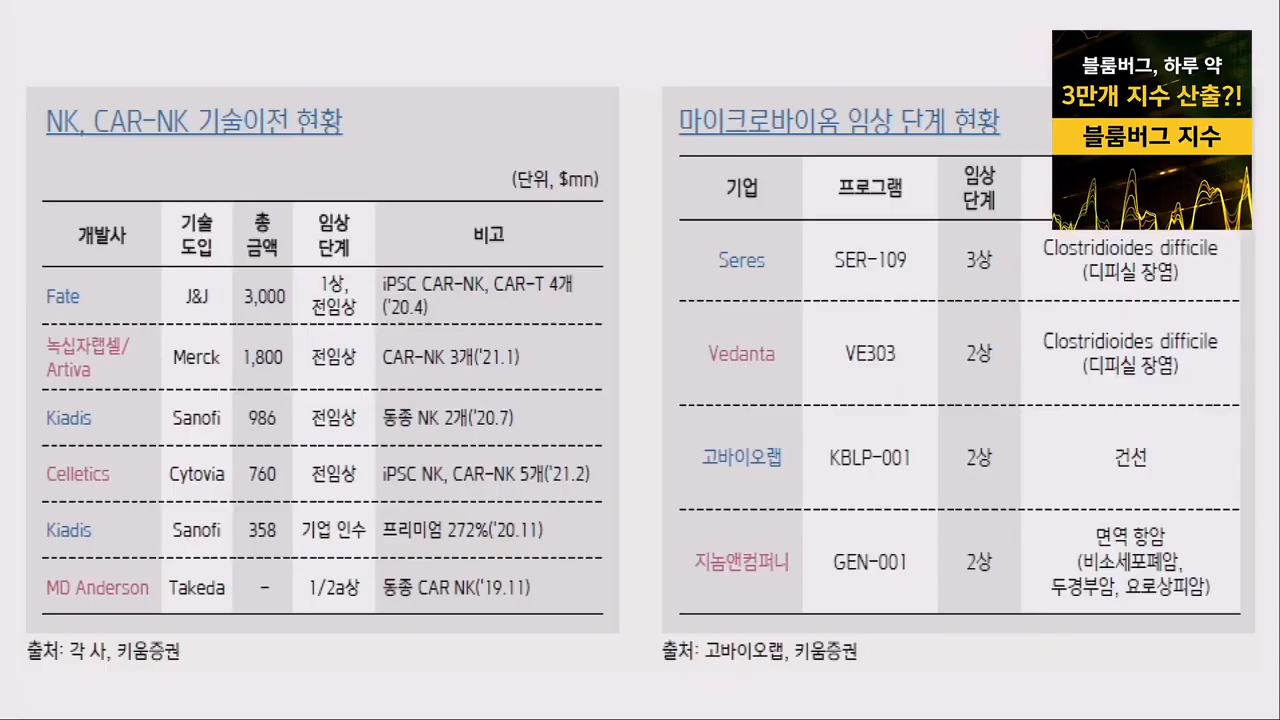 블룸버그, 하루 약
3만개 지수 산출?!
블룸버그 지수
NK, CAR-NK 기술이전 현황
(단위, $mn)
개발사 기술 도입 총 금액 임상 단계 비고
Fate J&J 3,000 1상, 전임상 iPSC CAR-NK, CAR-T 4개 ('20.4)
녹십자랩셀/ Artiva Merck 1,800 전임상 CAR-NK 3개('21.1)
Kiadis Sanofi 986 전임상 동종 NK 2개('20.7)
Celletics Cytovia 760 전임상 iPSC NK, CAR-NK 5개('21.2)
Kiadis Sanofi 358 기업 인수 프리미엄 272%('20.11)
MD Anderson Takeda - 1/2a상 동종 CAR NK('19.11)
출처: 각 사, 키움증권
마이크로바이옴 임상 단계 현황
기업 프로그램 임상 단계
Seres SER-109 3상 Clostridioides difficile (디피실 장염)
Vedanta VE303 2상 Clostridioides difficile (디피실 장염)
고바이오랩 KBLP-001 2상 건선
지놈앤컴퍼니 GEN-001 2상 면역 항암 (비소세포폐암, 두경부암, 요로상피암)
출처: 고바이오랩, 키움증권